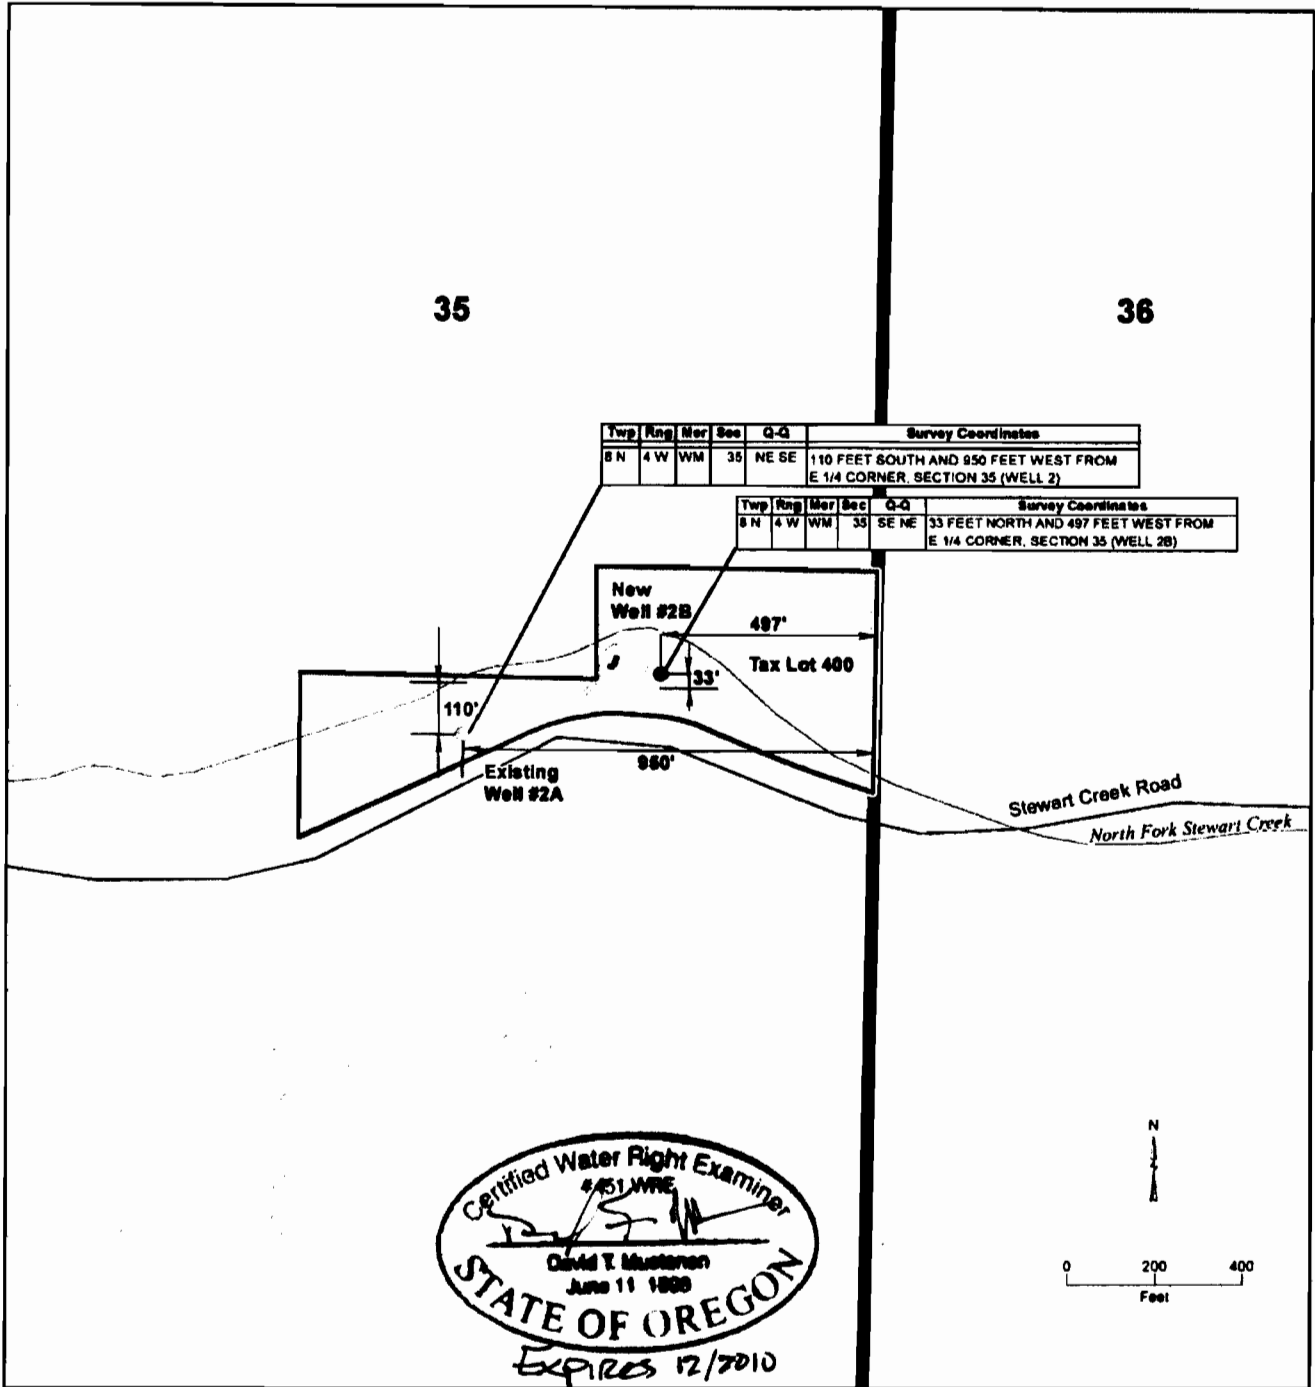 35
36
Twp Rng Mer Sec Q-Q Survey Coordinates
8 N 4 W WM 35 NE SE 110 FEET SOUTH AND 950 FEET WEST FROM
E 1/4 CORNER, SECTION 35 (WELL 2)
Twp Rng Mer Sec Q-Q Survey Coordinates
8 N 4 W WM 35 SE NE 33 FEET NORTH AND 497 FEET WEST FROM
E 1/4 CORNER, SECTION 35 (WELL 2B)
New
Well #2B
497'
Tax Lot 400
33'
110'
950'
Existing
Well #2A
Stewart Creek Road
North Fork Stewart Creek
N
Certified Water Right Examiner
#451 WRE
David T.
June 11
STATE OF OREGON
EXPIRES 12/2010
0 200 400
Feet